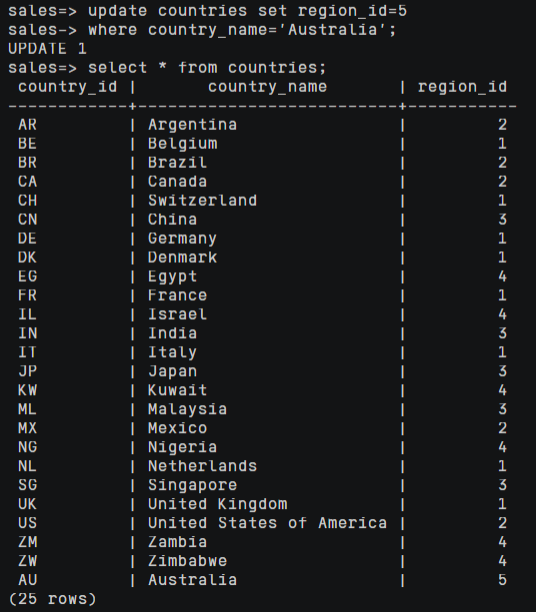 sales=> update countries set region_id=5
sales-> where country_name='Australia';
UPDATE 1
sales=> select * from countries;
 country_id |       country_name       | region_id
------------+--------------------------+-----------
 AR         | Argentina                |         2
 BE         | Belgium                  |         1
 BR         | Brazil                   |         2
 CA         | Canada                   |         2
 CH         | Switzerland              |         1
 CN         | China                    |         3
 DE         | Germany                  |         1
 DK         | Denmark                  |         1
 EG         | Egypt                    |         4
 FR         | France                   |         1
 IL         | Israel                   |         4
 IN         | India                    |         3
 IT         | Italy                    |         1
 JP         | Japan                    |         3
 KW         | Kuwait                   |         4
 ML         | Malaysia                 |         3
 MX         | Mexico                   |         2
 NG         | Nigeria                  |         4
 NL         | Netherlands              |         1
 SG         | Singapore                |         3
 UK         | United Kingdom           |         1
 US         | United States of America |         2
 ZM         | Zambia                   |         4
 ZW         | Zimbabwe                 |         4
 AU         | Australia                |         5
(25 rows)